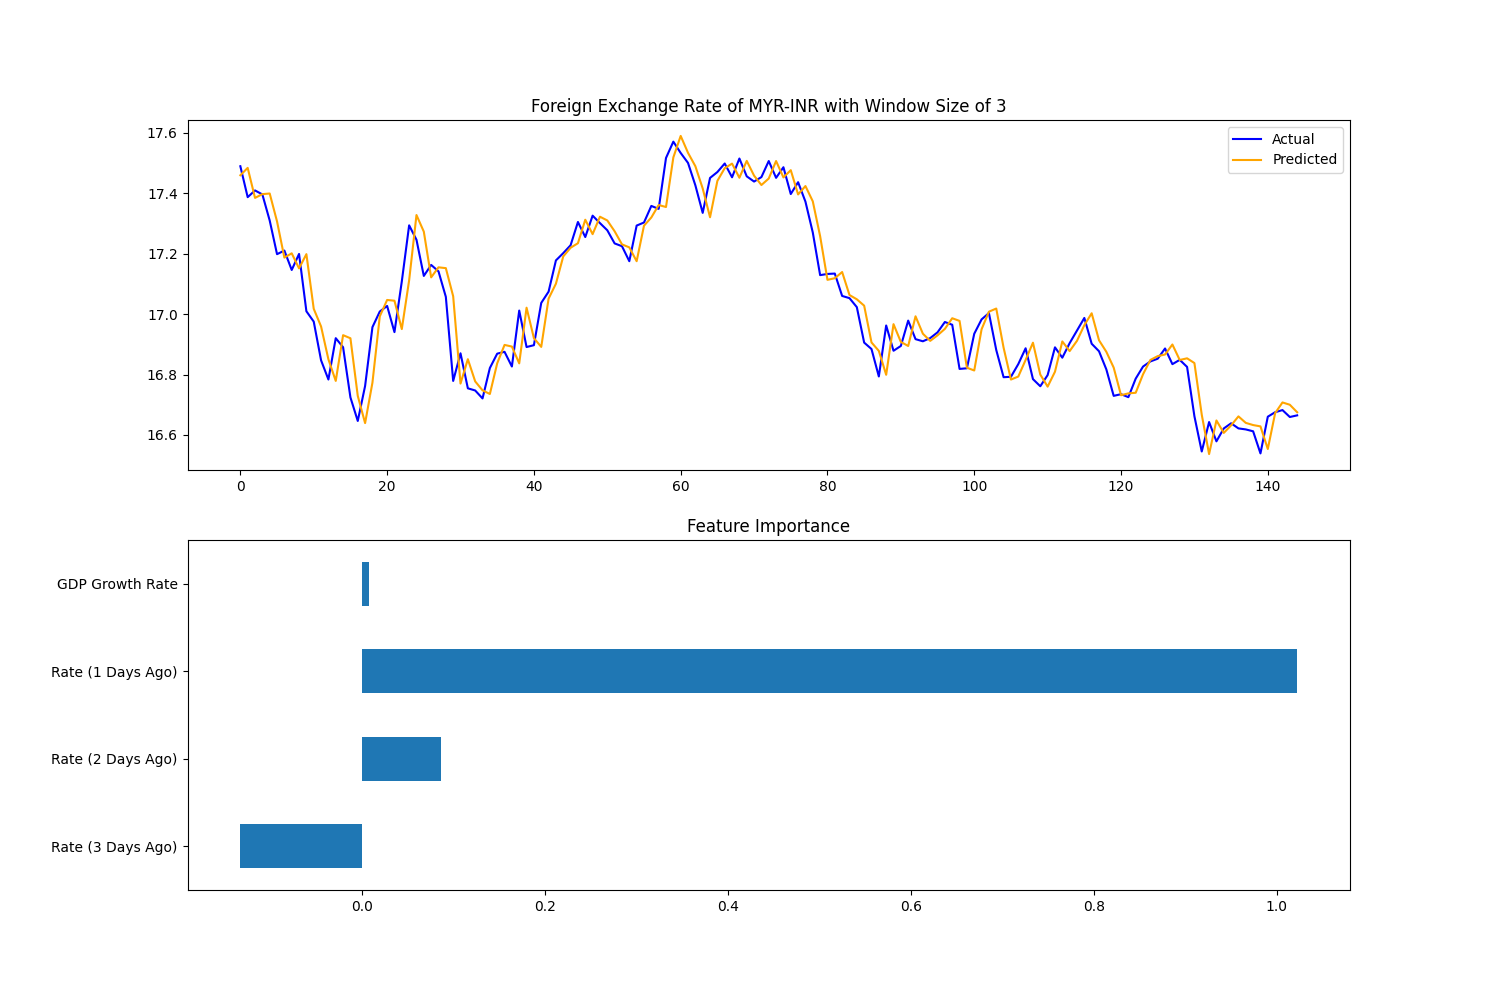 Foreign Exchange Rate of MYR-INR with Window Size of 3
17.6
17.4
17.2
17.0
16.8
16.6
Actual
Predicted
0 20 40 60 80 100 120 140
Feature Importance
GDP Growth Rate
Rate (1 Days Ago)
Rate (2 Days Ago)
Rate (3 Days Ago)
0.0 0.2 0.4 0.6 0.8 1.0